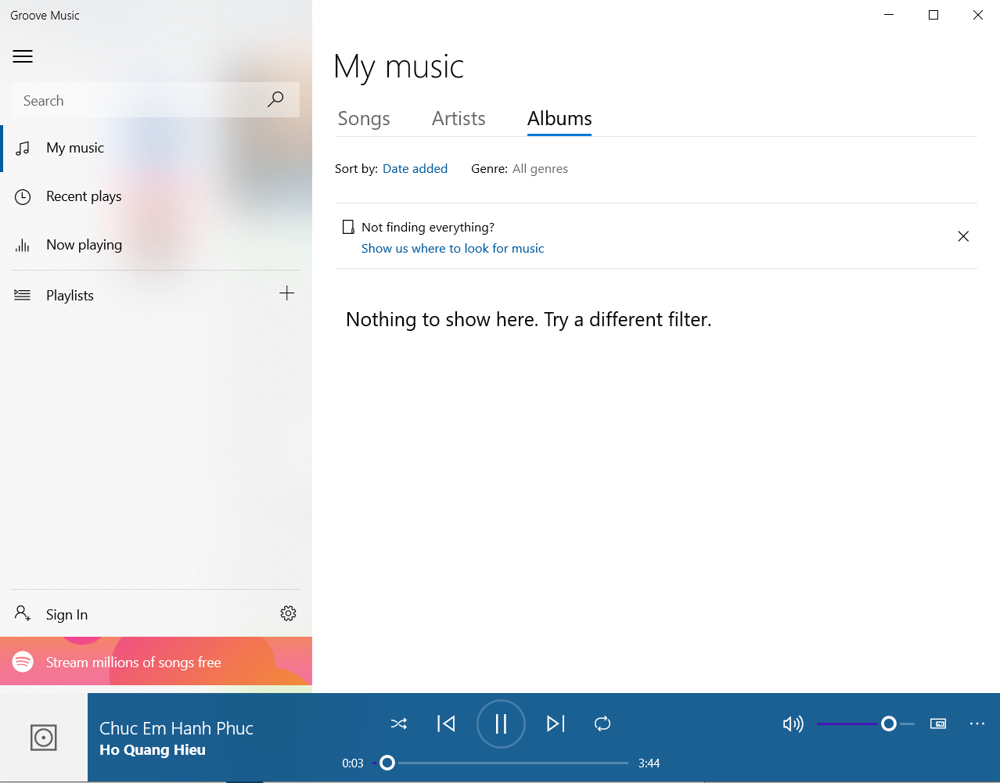 Groove Music
Search
My music
Recent plays
Now playing
Playlists
Sign In
Stream millions of songs free
My music
Songs Artists Albums
Sort by: Date added Genre: All genres
Not finding everything?
Show us where to look for music
Nothing to show here. Try a different filter.
Chuc Em Hanh Phuc
Ho Quang Hieu
0:03 3:44